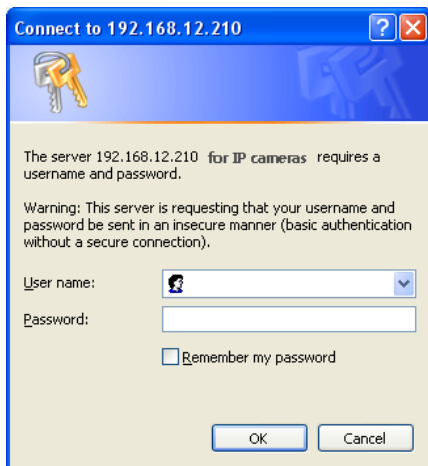 Connect to 192.168.12.210
The server 192.168.12.210 for IP cameras requires a
username and password.
Warning: This server is requesting that your username and
password be sent in an insecure manner (basic authentication
without a secure connection).
User name:
Password:
Remember my password
OK
Cancel